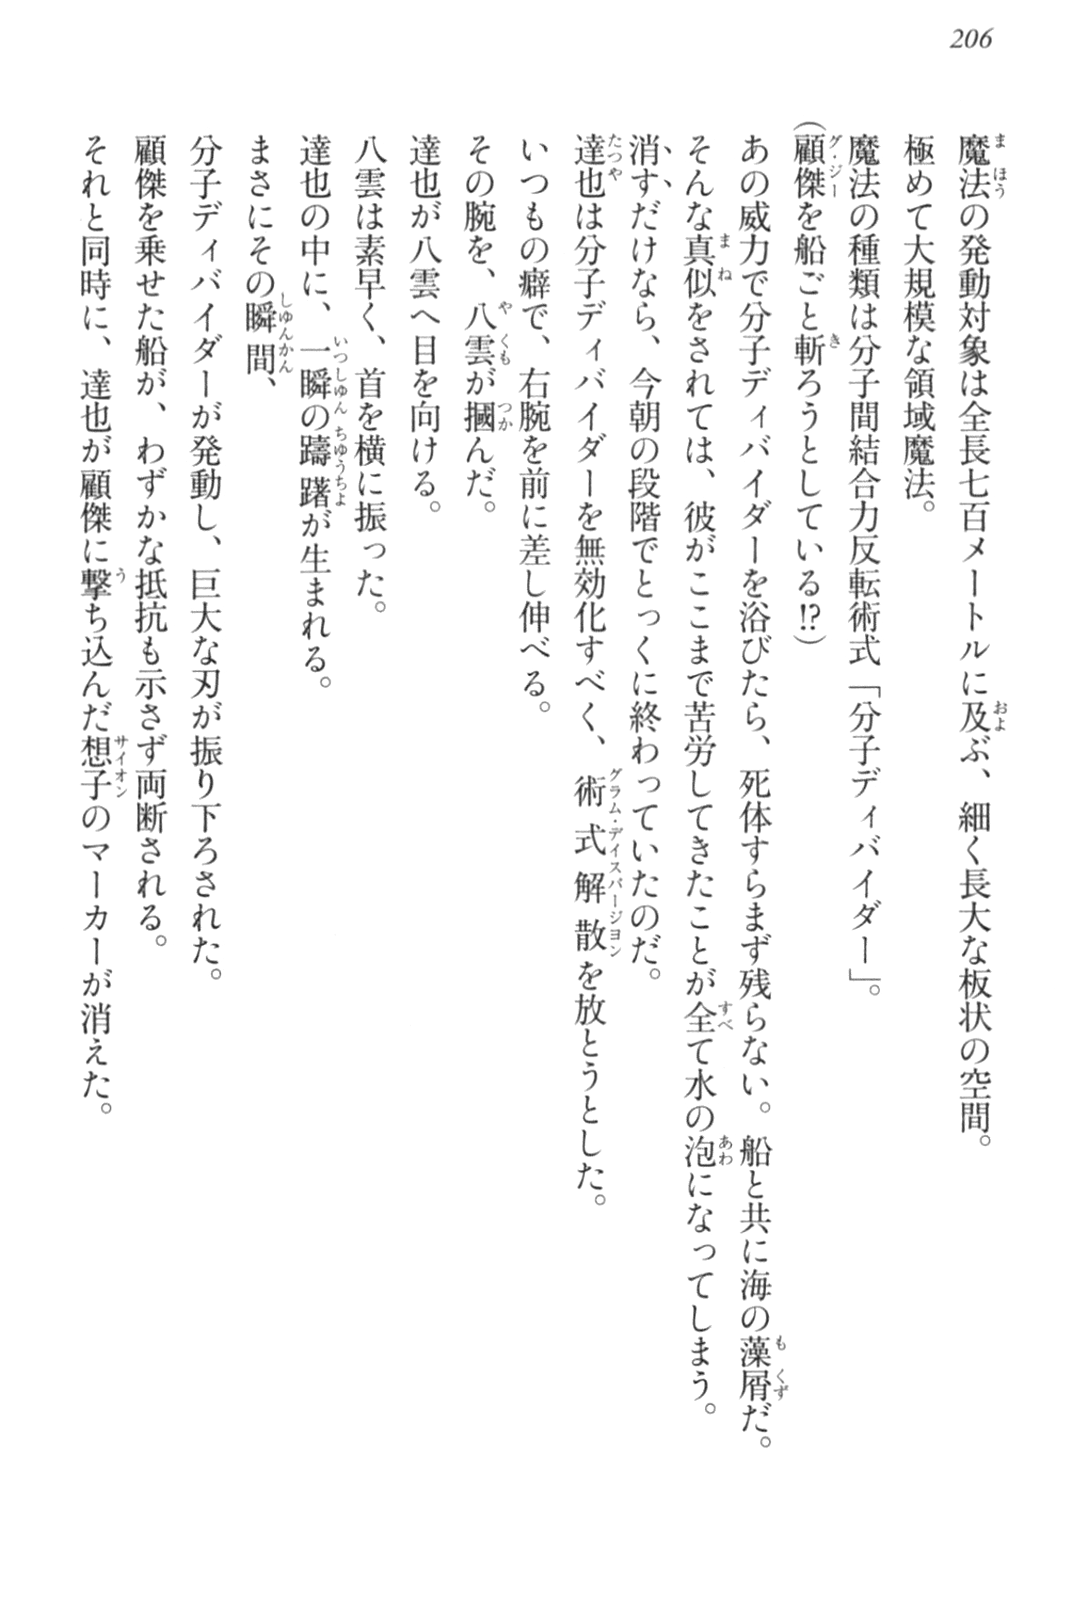 206
魔法の発動対象は全長七百メートルに及ぶ、細く長大な板状の空間。
極めて大規模な領域魔法。
魔法の種類は分子間結合力反転術式「分子ディバイダー」。
(顧傑を船ごと斬ろうとしている!?)
あの威力で分子ディバイダーを浴びたら、死体すらまず残らない。船と共に海の藻屑だ。
そんな真似をされては、彼がここまで苦労してきたことが全て水の泡になってしまう。
消すだけなら、今朝の段階でとっくに終わっていたのだ。
達也は分子ディバイダーを無効化すべく、術式解散を放とうとした。
いつもの癖で、右腕を前に差し伸べる。
その腕を、八雲が摑んだ。
達也が八雲へ目を向ける。
八雲は素早く、首を横に振った。
達也の中に、一瞬の躊躇が生まれる。
まさにその瞬間、
分子ディバイダーが発動し、巨大な刃が振り下ろされた。
顧傑を乗せた船が、わずかな抵抗も示さず両断される。
それと同時に、達也が顧傑に撃ち込んだ想子のマーカーが消えた。